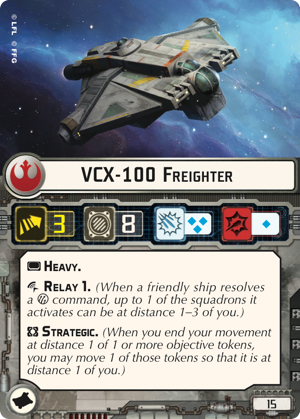 © LFL © FFG
VCX-100 FREIGHTER
3 8
HEAVY.
RELAY 1. (When a friendly ship resolves
a command, up to 1 of the squadrons it
activates can be at distance 1–3 of you.)
STRATEGIC. (When you end your movement
at distance 1 of 1 or more objective tokens,
you may move 1 of those tokens so that it is at
distance 1 of you.)
15